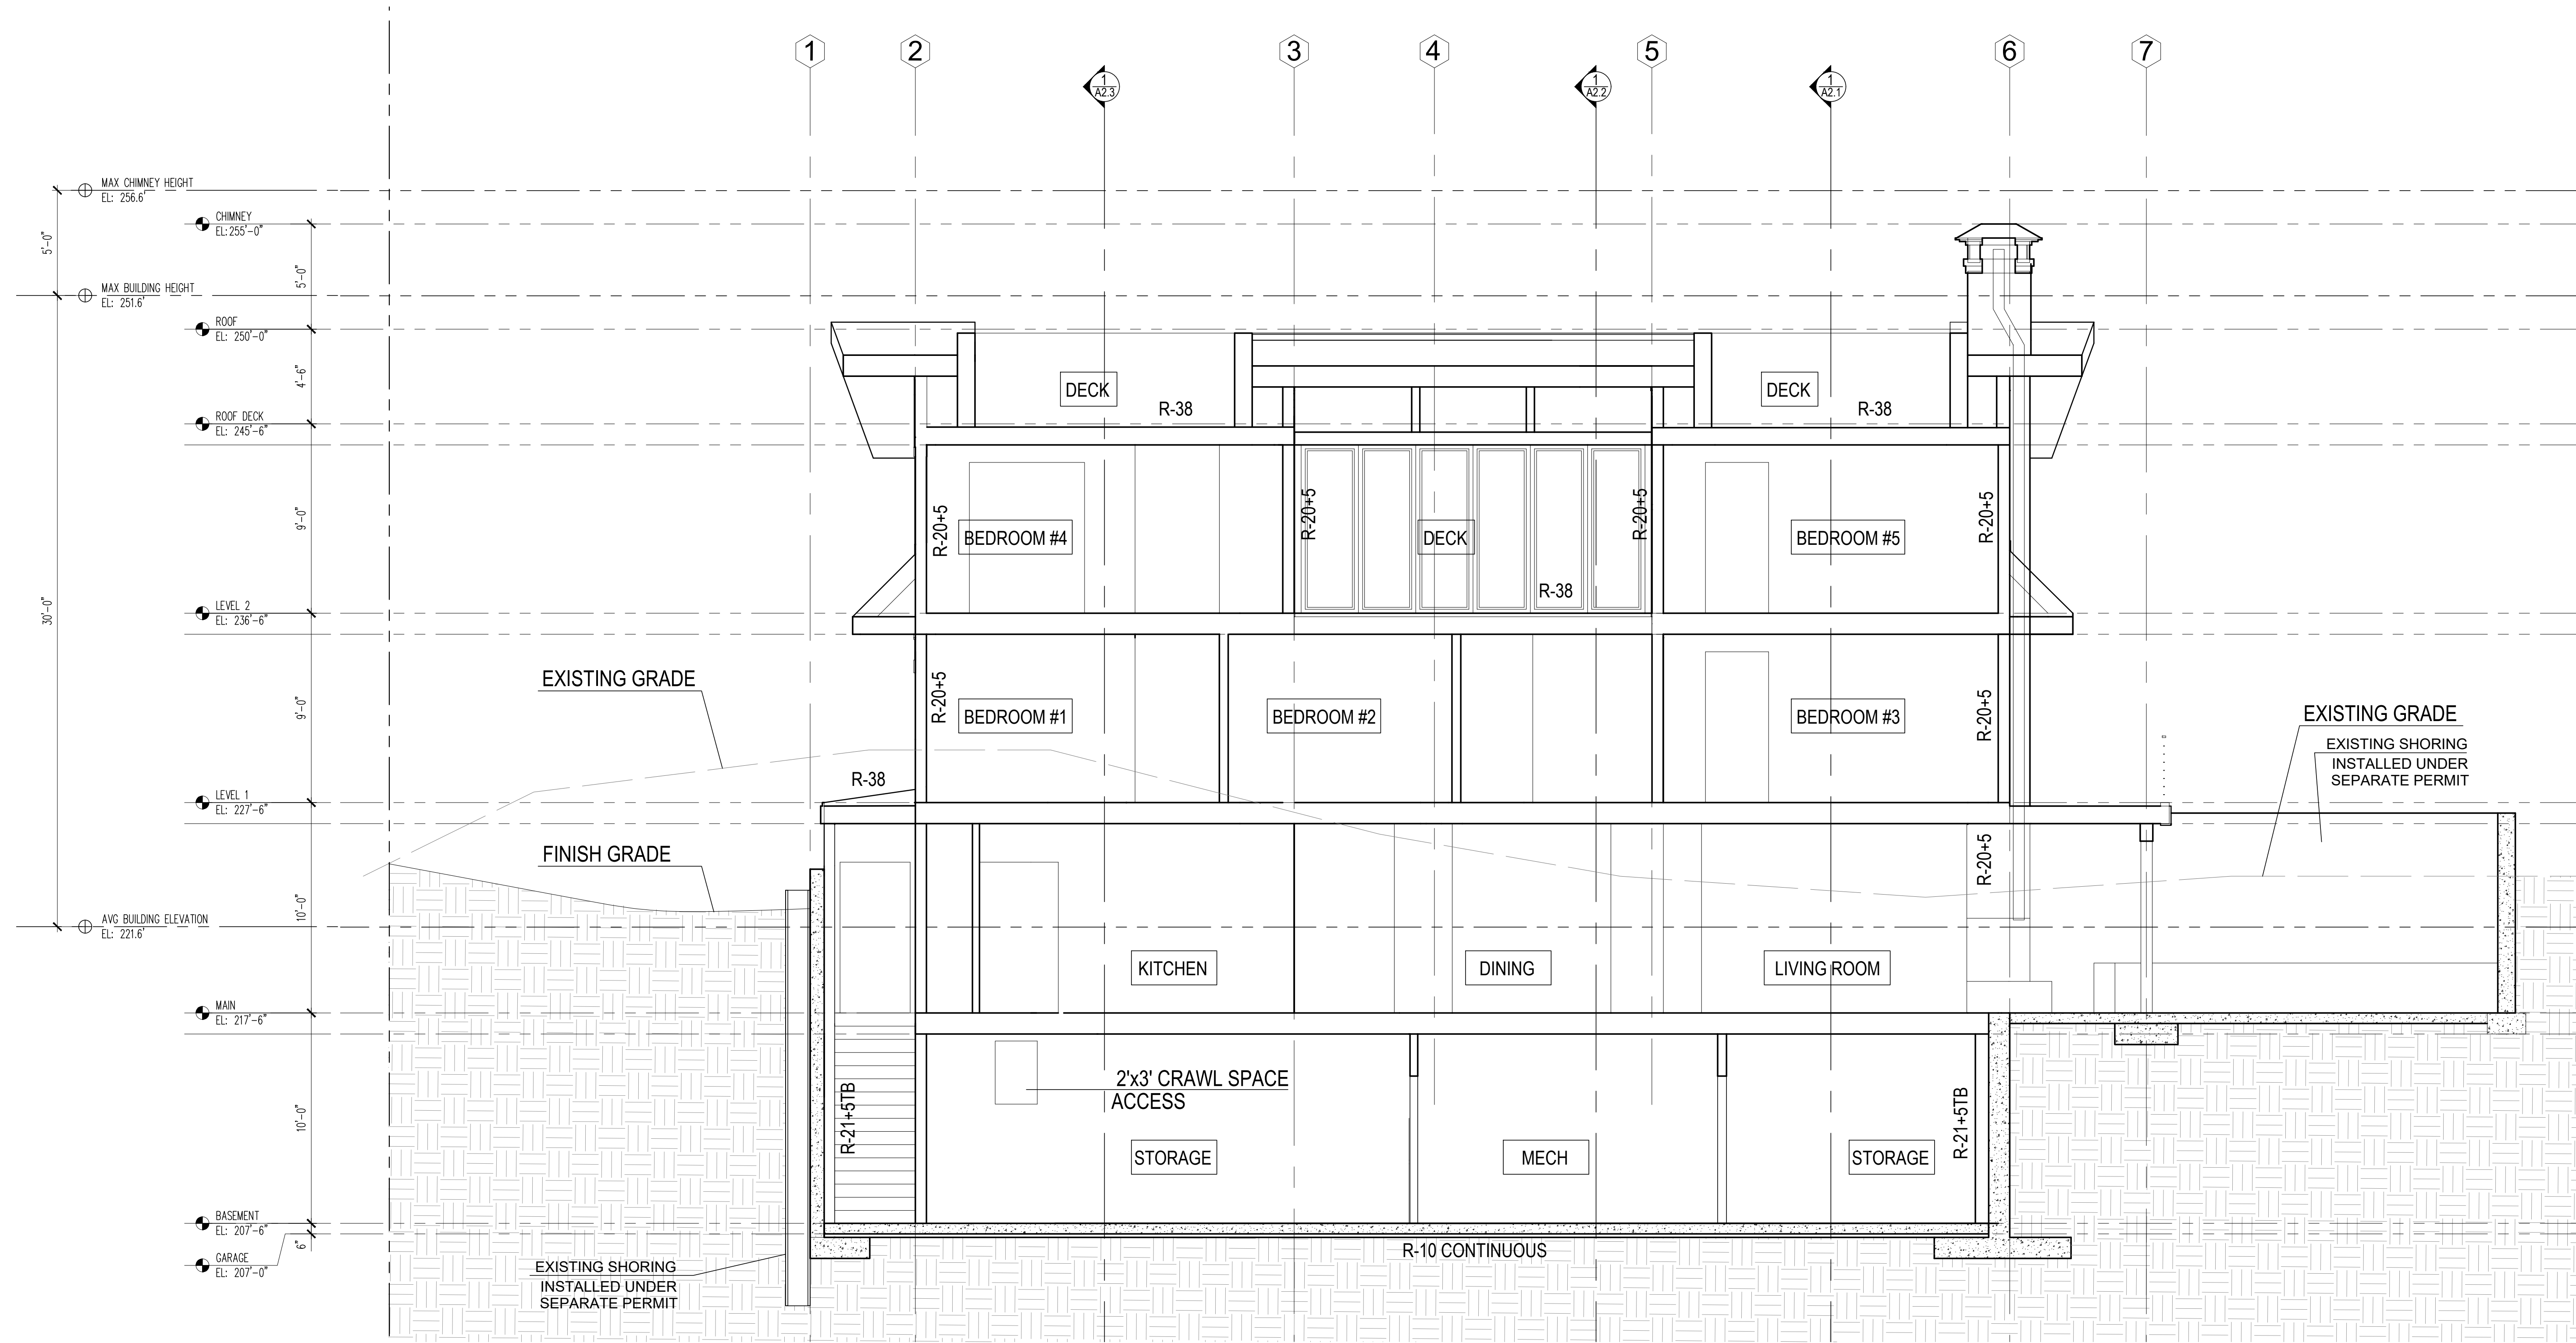 1
2
3
4
5
6
7
1
A2.3
1
A2.2
1
A2.1
MAX CHIMNEY HEIGHT
EL: 256.6'
CHIMNEY
EL: 255'-0"
5'-0"
5'-0"
MAX BUILDING HEIGHT
EL: 251.6'
ROOF
EL: 250'-0"
4'-6"
DECK
R-38
DECK
R-38
ROOF DECK
EL: 245'-6"
9'-0"
R-20+5
BEDROOM #4
R-20+5
DECK
R-38
R-20+5
BEDROOM #5
R-20+5
30'-0"
LEVEL 2
EL: 236'-6"
9'-0"
EXISTING GRADE
R-20+5
BEDROOM #1
BEDROOM #2
BEDROOM #3
R-20+5
EXISTING GRADE
EXISTING SHORING
INSTALLED UNDER
SEPARATE PERMIT
R-38
LEVEL 1
EL: 227'-6"
FINISH GRADE
R-20+5
10'-0"
AVG BUILDING ELEVATION
EL: 221.6'
KITCHEN
DINING
LIVING ROOM
MAIN
EL: 217'-6"
10'-0"
2'x3' CRAWL SPACE
ACCESS
R-21+5TB
STORAGE
MECH
STORAGE
R-21+5TB
BASEMENT
EL: 207'-6"
6"
GARAGE
EL: 207'-0"
R-10 CONTINUOUS
EXISTING SHORING
INSTALLED UNDER
SEPARATE PERMIT